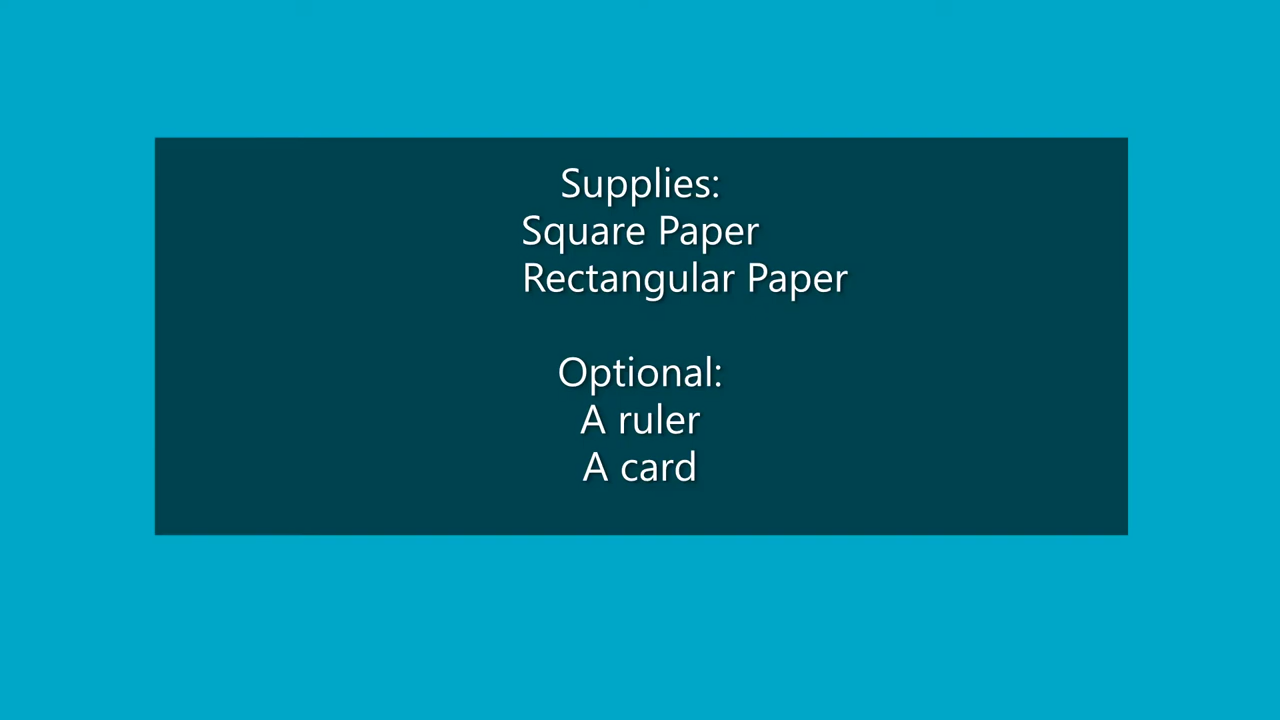 Supplies:
Square Paper
Rectangular Paper
Optional:
A ruler
A card